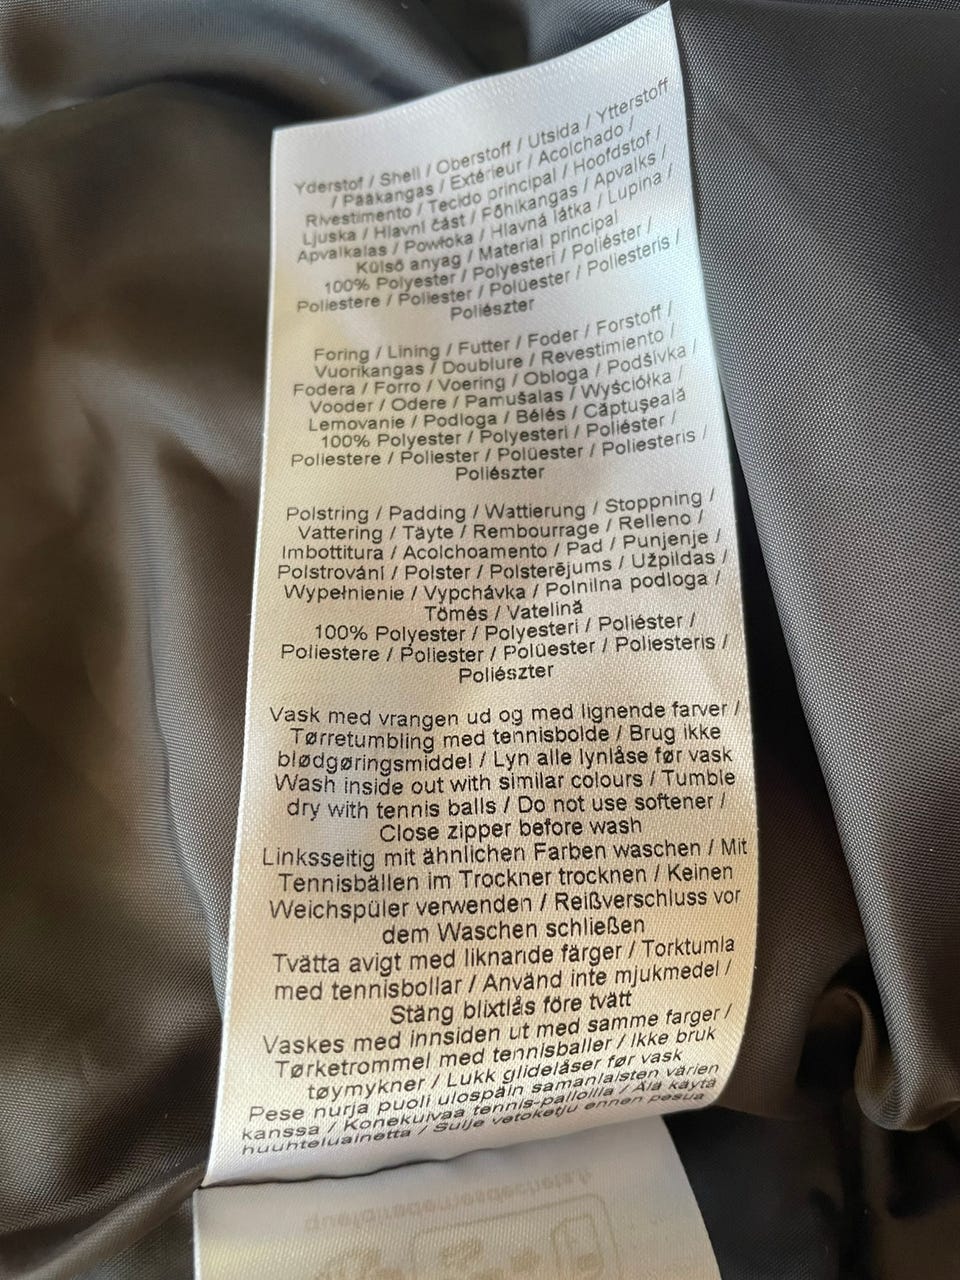 Yderstof / Shell / Oberstoff / Utsida / Ytterstoff
/ Pääkangas / Extérieur / Acolchado /
Rivestimento / Tecido principal / Hoofdstof /
Ljuska / Hlavní část / Põhikangas / Apvalks /
Apvalkalas / Powłoka / Hlavná látka / Lupina /
Külső anyag / Material principal
100% Polyester / Polyesteri / Poliéster /
Poliestere / Poliester / Polüester / Poliesteris /
Poliészter
Foring / Lining / Futter / Foder / Forstoff /
Vuorikangas / Doublure / Revestimiento /
Fodera / Forro / Voering / Obloga / Podšívka /
Vooder / Odere / Pamušalas / Wyściółka /
Lemovanie / Podloga / Bélés / Căptuşeală
100% Polyester / Polyesteri / Poliéster /
Poliestere / Poliester / Polüester / Poliesteris /
Poliészter
Polstring / Padding / Wattierung / Stoppning /
Vattering / Täyte / Rembourrage / Relleno /
Imbottitura / Acolchoamento / Pad / Punjenje /
Polstrování / Polster / Polsterējums / Užpildas /
Wypełnienie / Vypchávka / Polnilna podloga /
Tömés / Vatelină
100% Polyester / Polyesteri / Poliéster /
Poliestere / Poliester / Polüester / Poliesteris /
Poliészter
Vask med vrangen ud og med lignende farver /
Tørretumbling med tennisbolde / Brug ikke
blødgøringsmiddel / Lyn alle lynlåse før vask
Wash inside out with similar colours / Tumble
dry with tennis balls / Do not use softener /
Close zipper before wash
Linksseitig mit ähnlichen Farben waschen / Mit
Tennisbällen im Trockner trocknen / Keinen
Weichspüler verwenden / Reißverschluss vor
dem Waschen schließen
Tvätta avigt med liknande färger / Torktumla
med tennisbollar / Använd inte mjukmedel /
Stäng blixtlås före tvätt
Vaskes med innsiden ut med samme farger /
Tørketrommel med tennisballer / Ikke bruk
tøymykner / Lukk glidelåser før vask
Pese nurja puoli ulospäin samanlaisten värien
kanssa / Konekuivaa tennis-palloilla / Älä käytä
huuhteluainetta / Sulje vetoketju ennen pesua